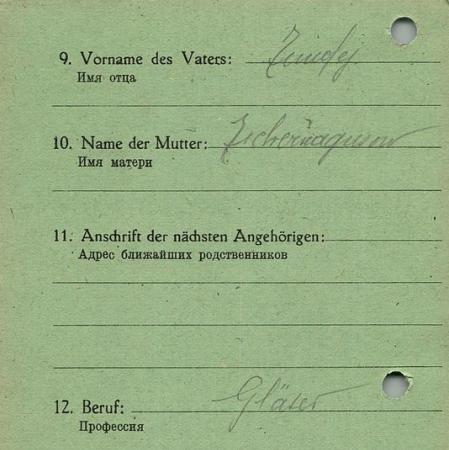 9. Vorname des Vaters:
Имя отца
10. Name der Mutter:
Имя матери
11. Anschrift der nächsten Angehörigen:
Адрес ближайших родственников
12. Beruf: Gläser
Профессия